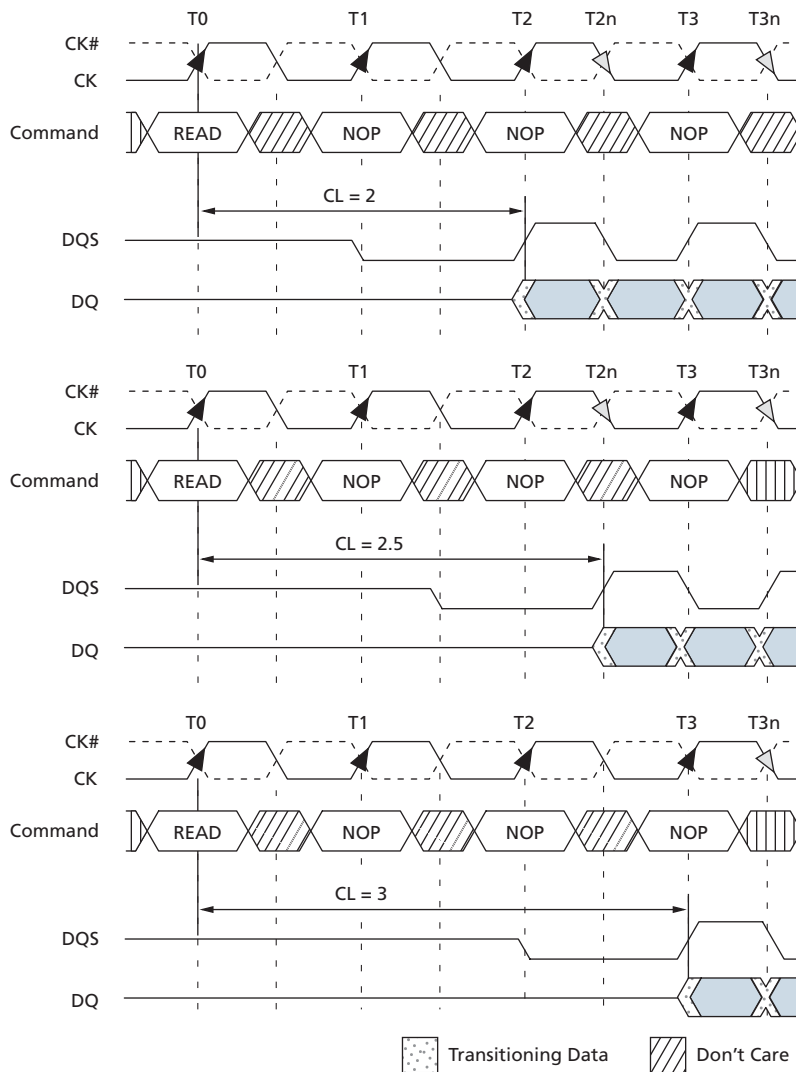 T0 T1 T2 T2n T3 T3n
CK#
CK
Command READ NOP NOP NOP
CL = 2
DQS
DQ
T0 T1 T2 T2n T3 T3n
CK#
CK
Command READ NOP NOP NOP
CL = 2.5
DQS
DQ
T0 T1 T2 T3 T3n
CK#
CK
Command READ NOP NOP NOP
CL = 3
DQS
DQ
Transitioning Data Don't Care